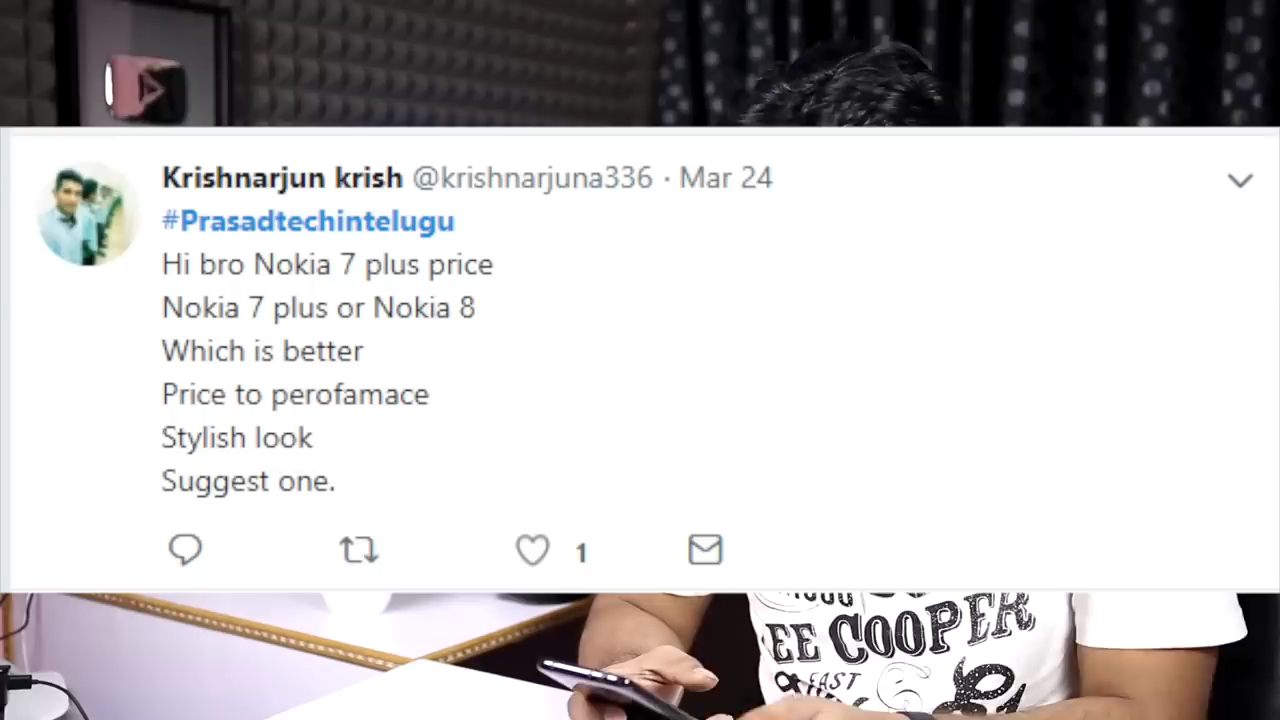 Krishnarjun krish @krishnarjuna336 · Mar 24
#Prasadtechintelugu
Hi bro Nokia 7 plus price
Nokia 7 plus or Nokia 8
Which is better
Price to perofamace
Stylish look
Suggest one.
1
EE COOPER
EAST